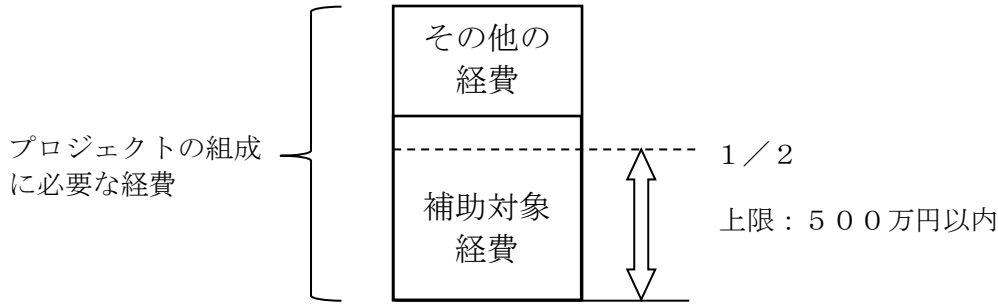 その他の
経費
プロジェクトの組成
に必要な経費
1／2
補助対象
経費
上限：５００万円以内